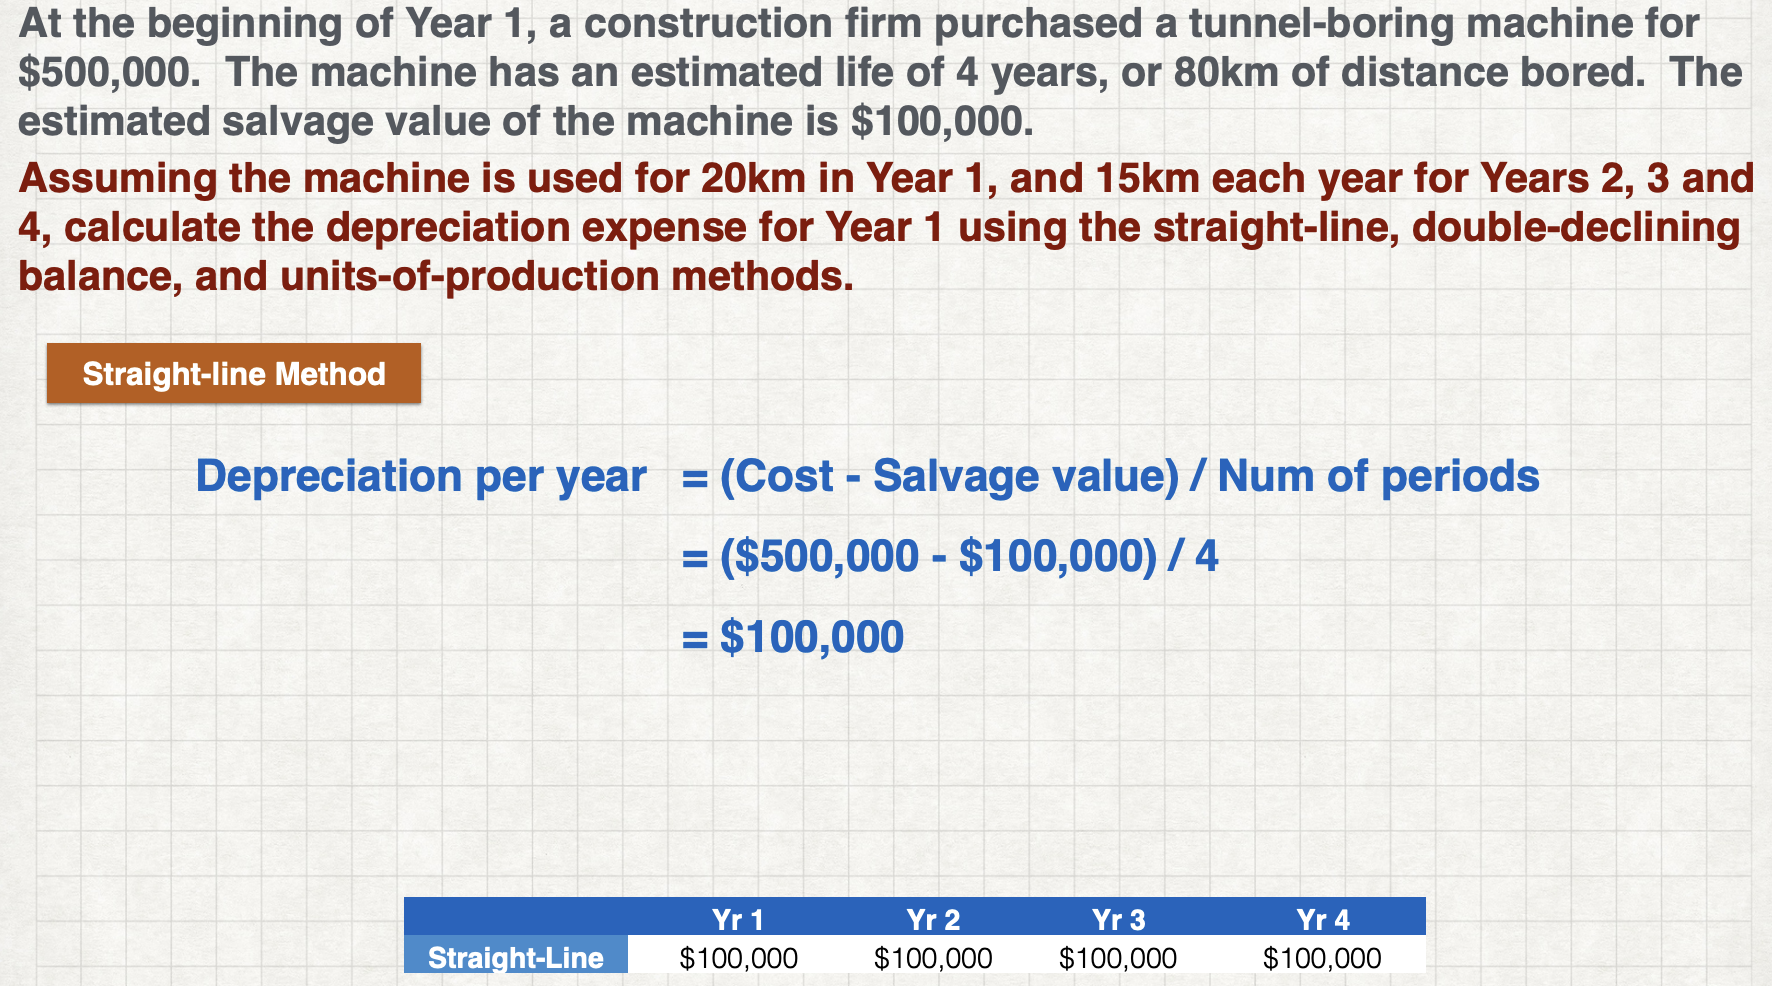 At the beginning of Year 1, a construction firm purchased a tunnel-boring machine for
$500,000.  The machine has an estimated life of 4 years, or 80km of distance bored.  The
estimated salvage value of the machine is $100,000.
Assuming the machine is used for 20km in Year 1, and 15km each year for Years 2, 3 and
4, calculate the depreciation expense for Year 1 using the straight-line, double-declining
balance, and units-of-production methods.
Straight-line Method
Depreciation per year = (Cost - Salvage value) / Num of periods
= ($500,000 - $100,000) / 4
= $100,000
Yr 1 Yr 2 Yr 3 Yr 4
Straight-Line $100,000 $100,000 $100,000 $100,000